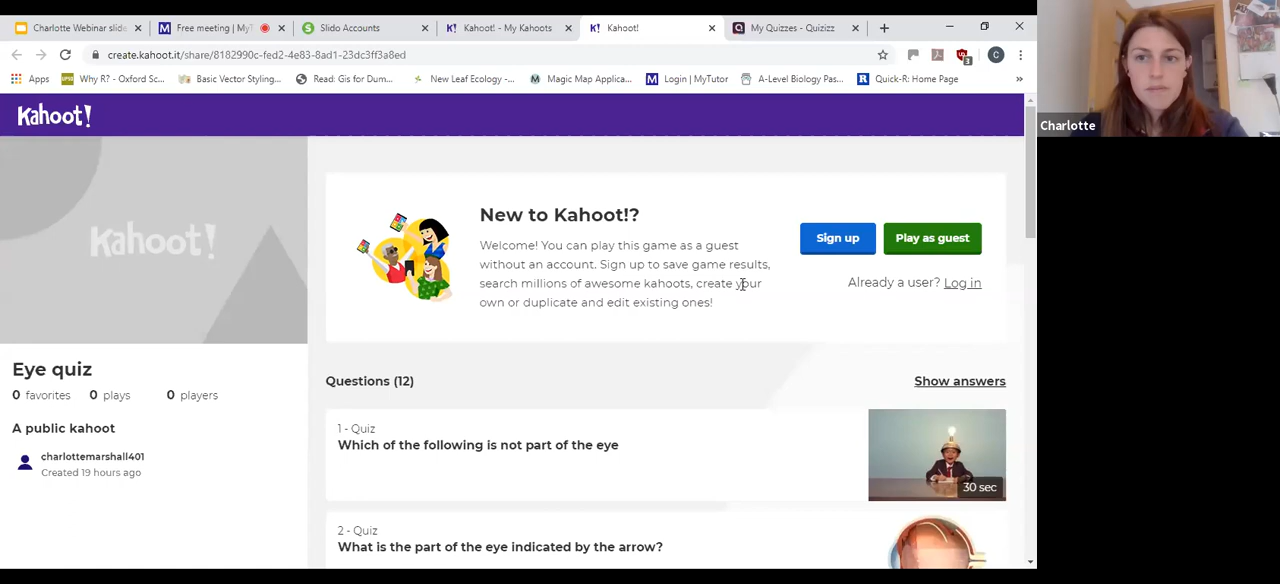 Charlotte Webinar slide
Free meeting | MyT
Slido Accounts
Kahoot! - My Kahoots
Kahoot!
My Quizzes - Quizizz
create.kahoot.it/share/8182990c-fed2-4e83-8ad1-23dc3ff3a8ed
C
Apps
Why R? - Oxford Sc...
Basic Vector Styling...
Read: Gis for Dum...
New Leaf Ecology -...
Magic Map Applica...
Login | MyTutor
A-Level Biology Pas...
Quick-R: Home Page
»
Kahoot!
Charlotte
Kahoot!
New to Kahoot!?
Welcome! You can play this game as a guest
without an account. Sign up to save game results,
search millions of awesome kahoots, create your
own or duplicate and edit existing ones!
Sign up
Play as guest
Already a user? Log in
Eye quiz
0 favorites 0 plays 0 players
A public kahoot
charlottemarshall401
Created 19 hours ago
Questions (12)
Show answers
1 - Quiz
Which of the following is not part of the eye
30 sec
2 - Quiz
What is the part of the eye indicated by the arrow?